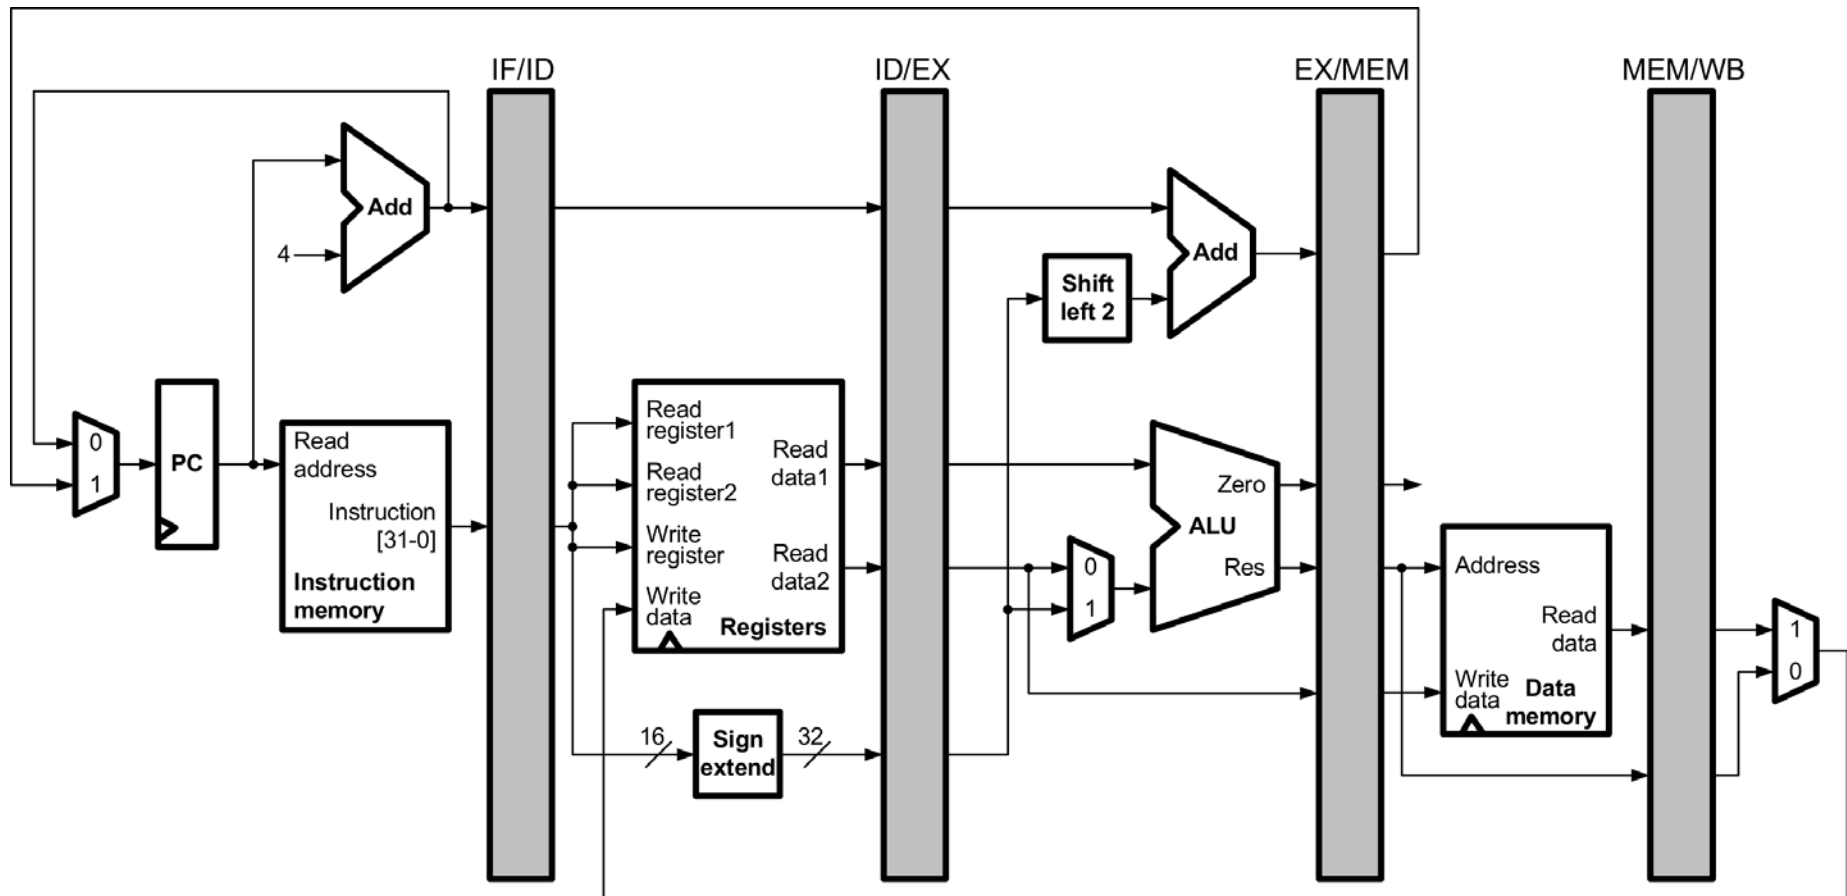 IF/ID
ID/EX
EX/MEM
MEM/WB
Add
4
Add
Shift
left 2
0
1
PC
Read
address
Instruction
[31-0]
Instruction
memory
Read
register1
Read
register2
Write
register
Write
data
Read
data1
Read
data2
Registers
0
1
Zero
ALU
Res
Address
Read
data
Write
data
Data
memory
1
0
16
Sign
extend
32